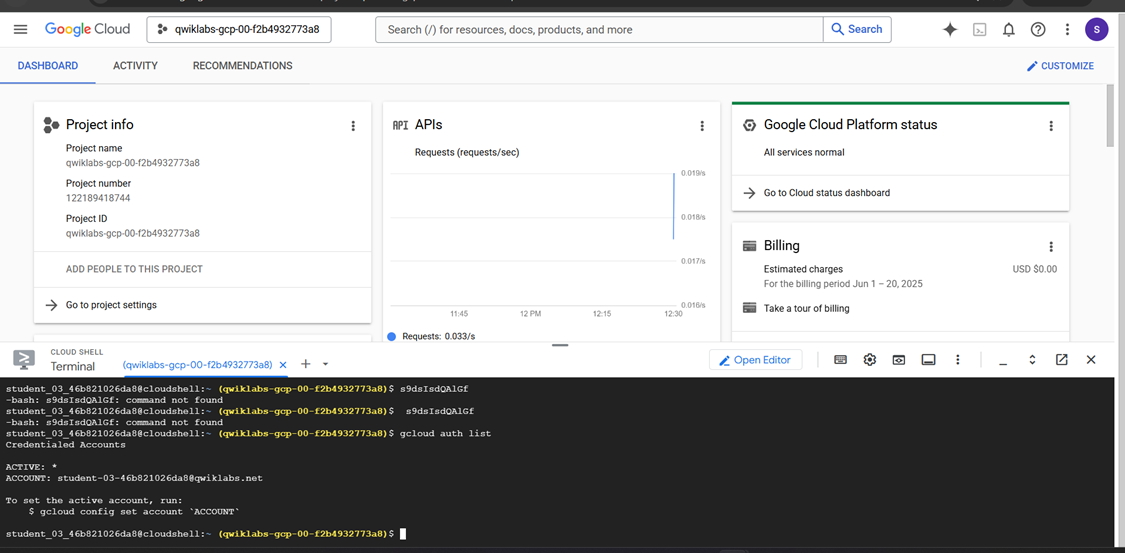 Google Cloud
qwiklabs-gcp-00-f2b4932773a8
Search (/) for resources, docs, products, and more
Search
S
DASHBOARD
ACTIVITY
RECOMMENDATIONS
CUSTOMIZE
Project info
Project name
qwiklabs-gcp-00-f2b4932773a8
Project number
122189418744
Project ID
qwiklabs-gcp-00-f2b4932773a8
ADD PEOPLE TO THIS PROJECT
Go to project settings
API APIs
Requests (requests/sec)
0.019/s
0.018/s
0.017/s
0.016/s
11:45
12 PM
12:15
12:30
Requests: 0.033/s
Google Cloud Platform status
All services normal
Go to Cloud status dashboard
Billing
Estimated charges
USD $0.00
For the billing period Jun 1 – 20, 2025
Take a tour of billing
CLOUD SHELL
Terminal
(qwiklabs-gcp-00-f2b4932773a8)
Open Editor
student_03_46b821026da8@cloudshell:~ (qwiklabs-gcp-00-f2b4932773a8)$ s9dsIsdQAlGf
-bash: s9dsIsdQAlGf: command not found
student_03_46b821026da8@cloudshell:~ (qwiklabs-gcp-00-f2b4932773a8)$  s9dsIsdQAlGf
-bash: s9dsIsdQAlGf: command not found
student_03_46b821026da8@cloudshell:~ (qwiklabs-gcp-00-f2b4932773a8)$ gcloud auth list
Credentialed Accounts
ACTIVE: *
ACCOUNT: student-03-46b821026da8@qwiklabs.net
To set the active account, run:
$ gcloud config set account `ACCOUNT`
student_03_46b821026da8@cloudshell:~ (qwiklabs-gcp-00-f2b4932773a8)$